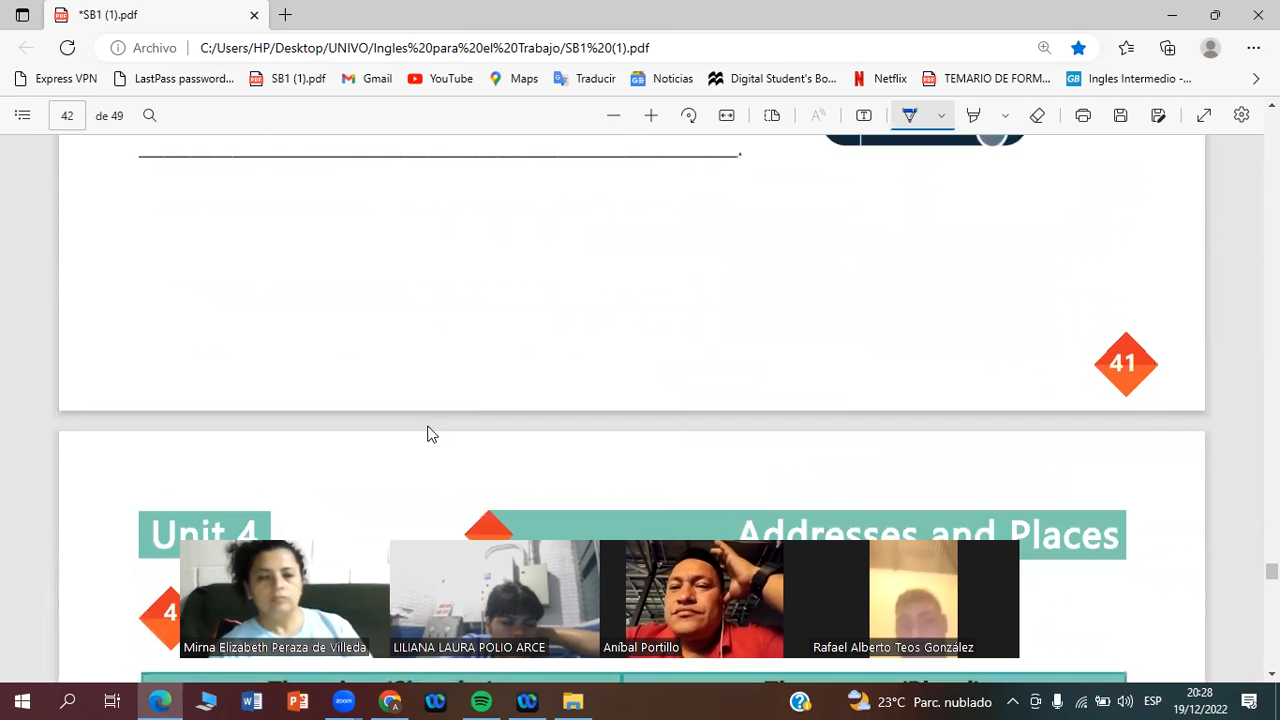 *SB1 (1).pdf
Archivo
C:/Users/HP/Desktop/UNIVO/Ingles%20para%20el%20Trabajo/SB1%20(1).pdf
Express VPN
LastPass password...
SB1 (1).pdf
Gmail
YouTube
Maps
Traducir
Noticias
Digital Student's Bo...
Netflix
TEMARIO DE FORM...
Ingles Intermedio -...
42
de 49
41
Unit 4
Addresses and Places
4
Mirna Elizabeth Peraza de Villeda
LILIANA LAURA POLIO ARCE
Aníbal Portillo
Rafael Alberto Teos González
23°C Parc. nublado
ESP
20:28
19/12/2022